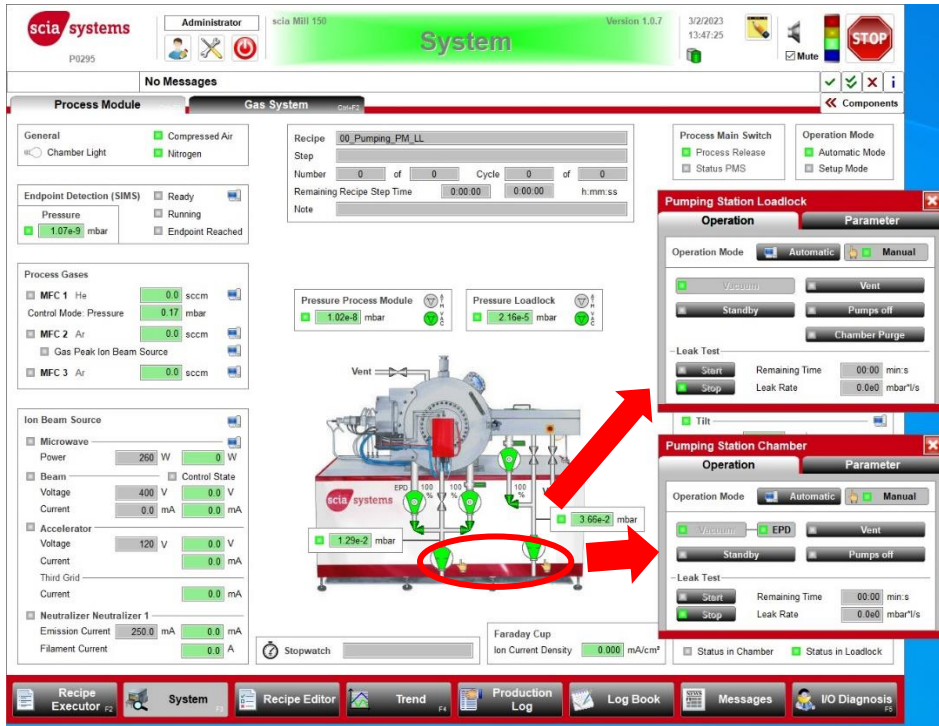 scia systems
P0295
Administrator
scia Mill 150
System
Version 1.0.7
3/2/2023
13:47:25
Mute
STOP
No Messages
Process Module
Gas System Ctrl+F2
Components
General
Chamber Light
Compressed Air
Nitrogen
Recipe 00_Pumping_PM_LL
Step
Number 0 of 0 Cycle 0 of 0
Remaining Recipe Step Time 0:00:00 0:00:00 h:mm:ss
Note
Process Main Switch
Process Release
Status PMS
Operation Mode
Automatic Mode
Setup Mode
Endpoint Detection (SIMS)
Pressure
1.07e-9 mbar
Ready
Running
Endpoint Reached
Process Gases
MFC 1 He 0.0 sccm
Control Mode: Pressure 0.17 mbar
MFC 2 Ar 0.0 sccm
Gas Peak Ion Beam Source
MFC 3 Ar 0.0 sccm
Pressure Process Module
1.02e-8 mbar
ATM
VAC
Pressure Loadlock
2.16e-5 mbar
ATM
VAC
Vent
scia systems
EPD 100 % 100 % 100 %
3.66e-2 mbar
1.29e-2 mbar
Ion Beam Source
Microwave
Power 260 W 0 W
Beam Control State
Voltage 400 V 0.0 V
Current 0.0 mA 0.0 mA
Accelerator
Voltage 120 V 0.0 V
Current 0.0 mA
Third Grid
Current 0.0 mA
Neutralizer Neutralizer 1
Emission Current 250.0 mA 0.0 mA
Filament Current 0.0 A
Stopwatch
Faraday Cup
Ion Current Density 0.000 mA/cm²
Pumping Station Loadlock
Operation Parameter
Operation Mode Automatic Manual
Vacuum Vent
Standby Pumps off
Chamber Purge
Leak Test
Start Remaining Time 00:00 min:s
Stop Leak Rate 0.0e0 mbar*l/s
Tilt
Pumping Station Chamber
Operation Parameter
Operation Mode Automatic Manual
Vacuum EPD Vent
Standby Pumps off
Leak Test
Start Remaining Time 00:00 min:s
Stop Leak Rate 0.0e0 mbar*l/s
Status in Chamber Status in Loadlock
Recipe Executor F2
System F3
Recipe Editor
Trend F4
Production Log
Log Book
Messages
I/O Diagnosis F5